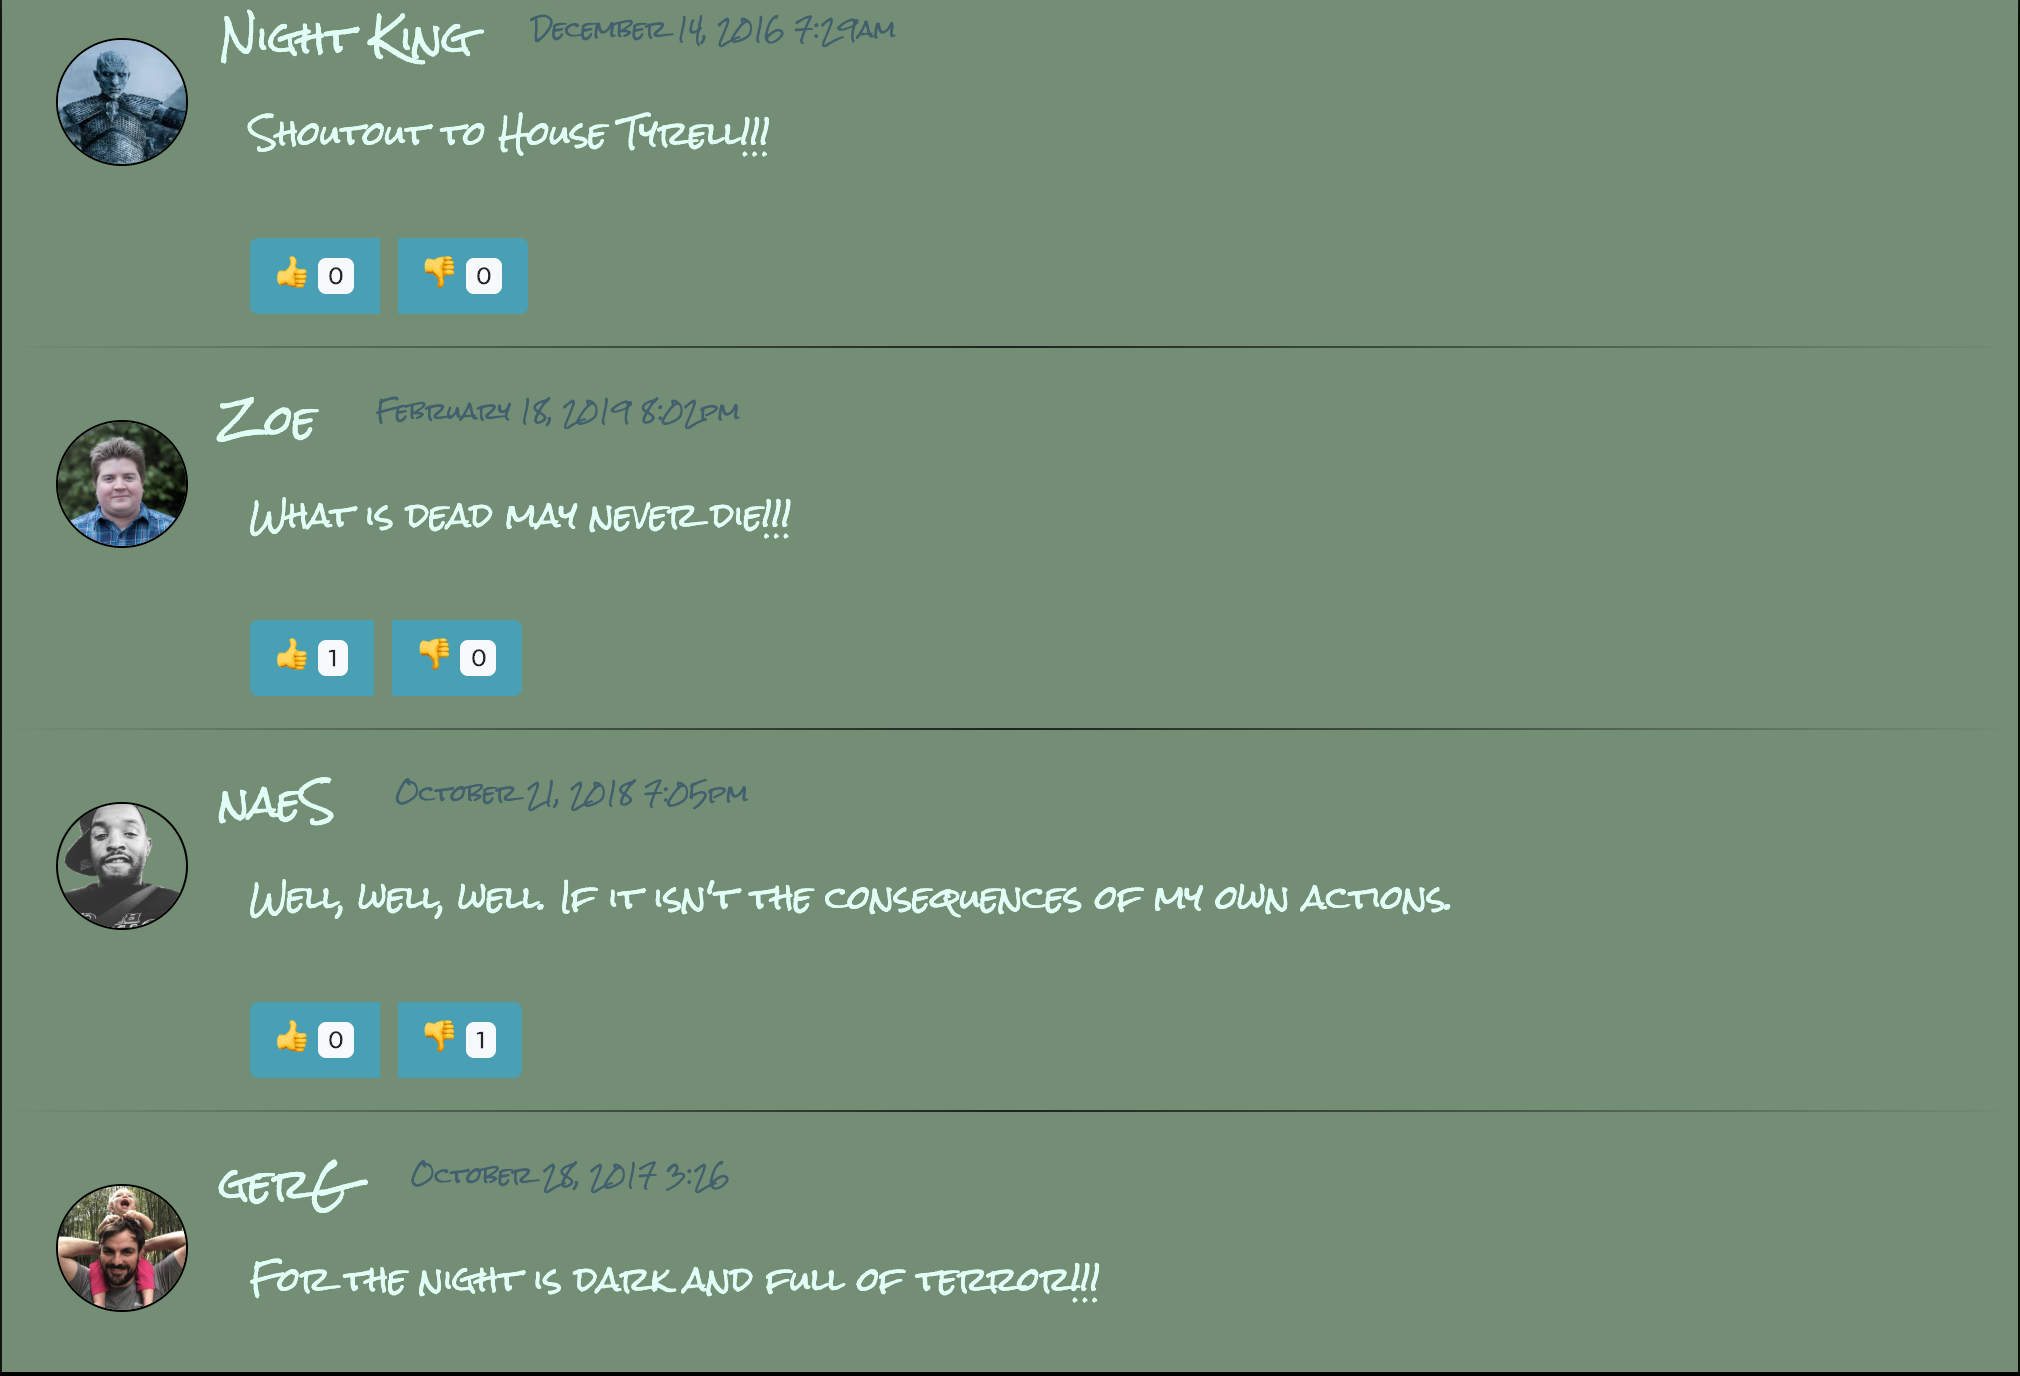 Night King December 14, 2016 7:29am
Shoutout to House Tyrell!!!
👍 0 👎 0
Zoe February 18, 2019 8:02pm
What is dead may never die!!!
👍 1 👎 0
naeS October 21, 2018 7:05pm
Well, well, well. If it isn't the consequences of my own actions.
👍 0 👎 1
gerG October 28, 2017 3:26
For the night is dark and full of terror!!!